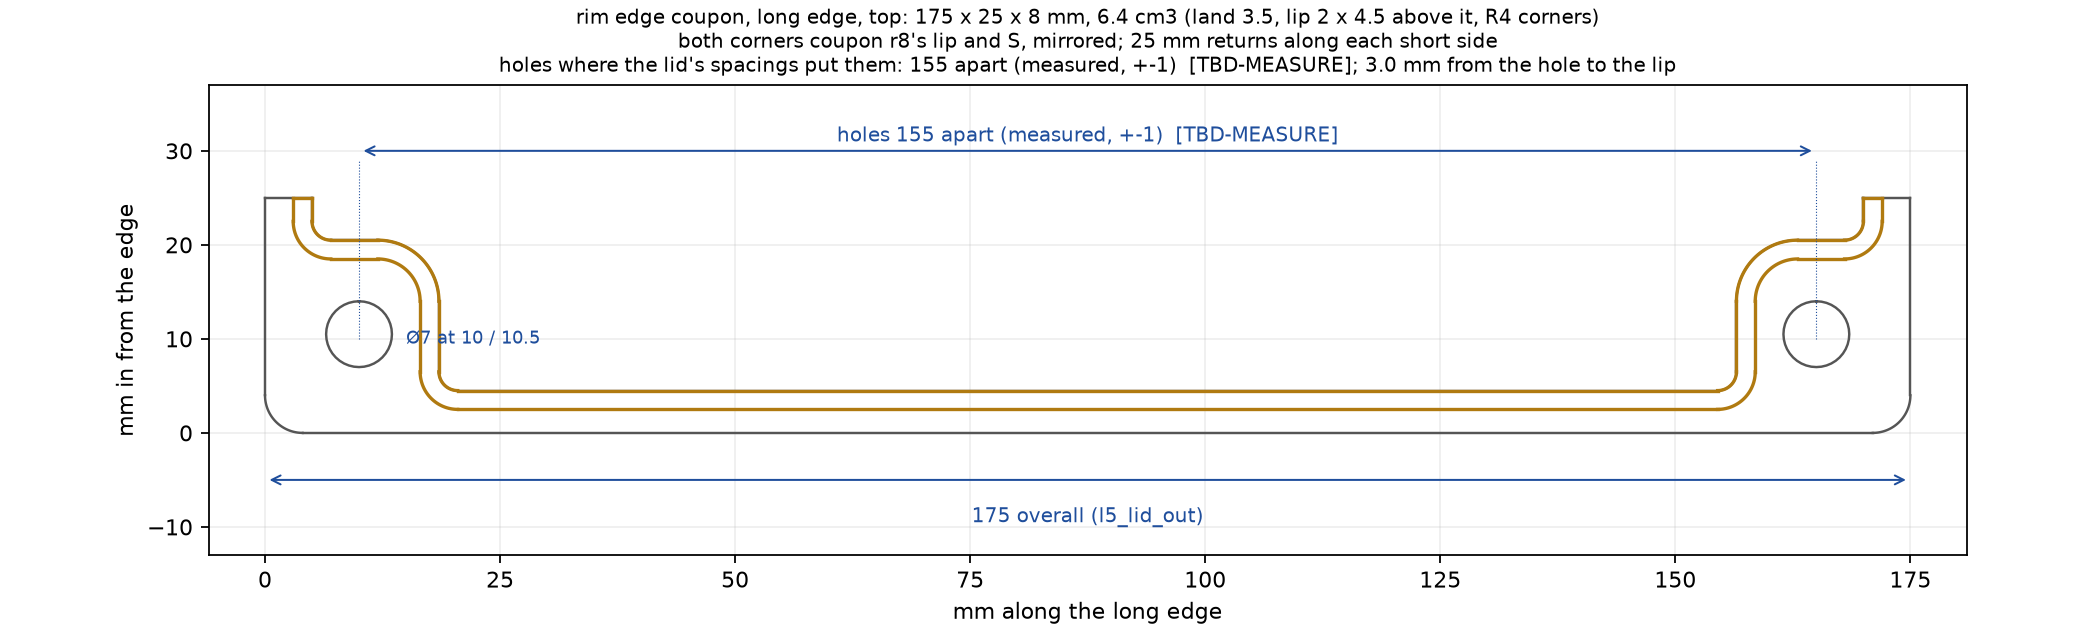 rim edge coupon, long edge, top: 175 x 25 x 8 mm, 6.4 cm3 (land 3.5, lip 2 x 4.5 above it, R4 corners)
both corners coupon r8's lip and S, mirrored; 25 mm returns along each short side
holes where the lid's spacings put them: 155 apart (measured, +-1)  [TBD-MEASURE]; 3.0 mm from the hole to the lip
holes 155 apart (measured, +-1)  [TBD-MEASURE]
Ø7 at 10 / 10.5
175 overall (l5_lid_out)
mm in from the edge
30
20
10
0
−10
0 25 50 75 100 125 150 175
mm along the long edge